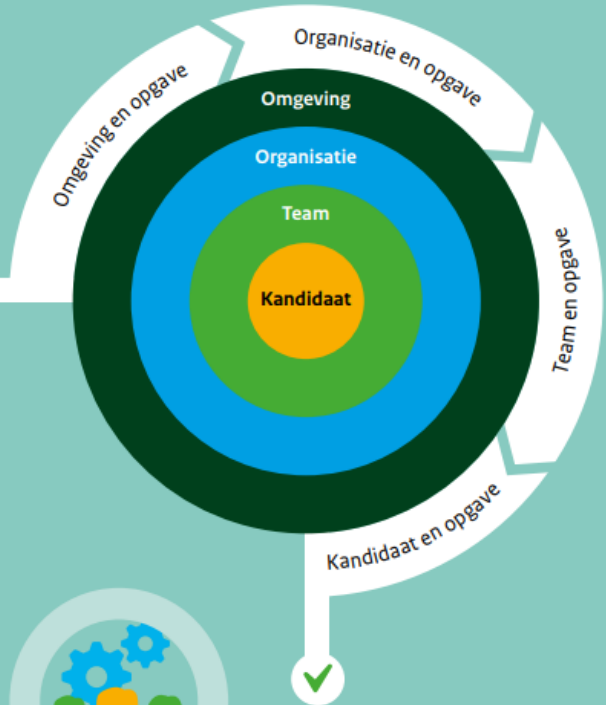 Omgeving en opgave
Organisatie en opgave
Omgeving
Organisatie
Team
Kandidaat
Team en opgave
Kandidaat en opgave